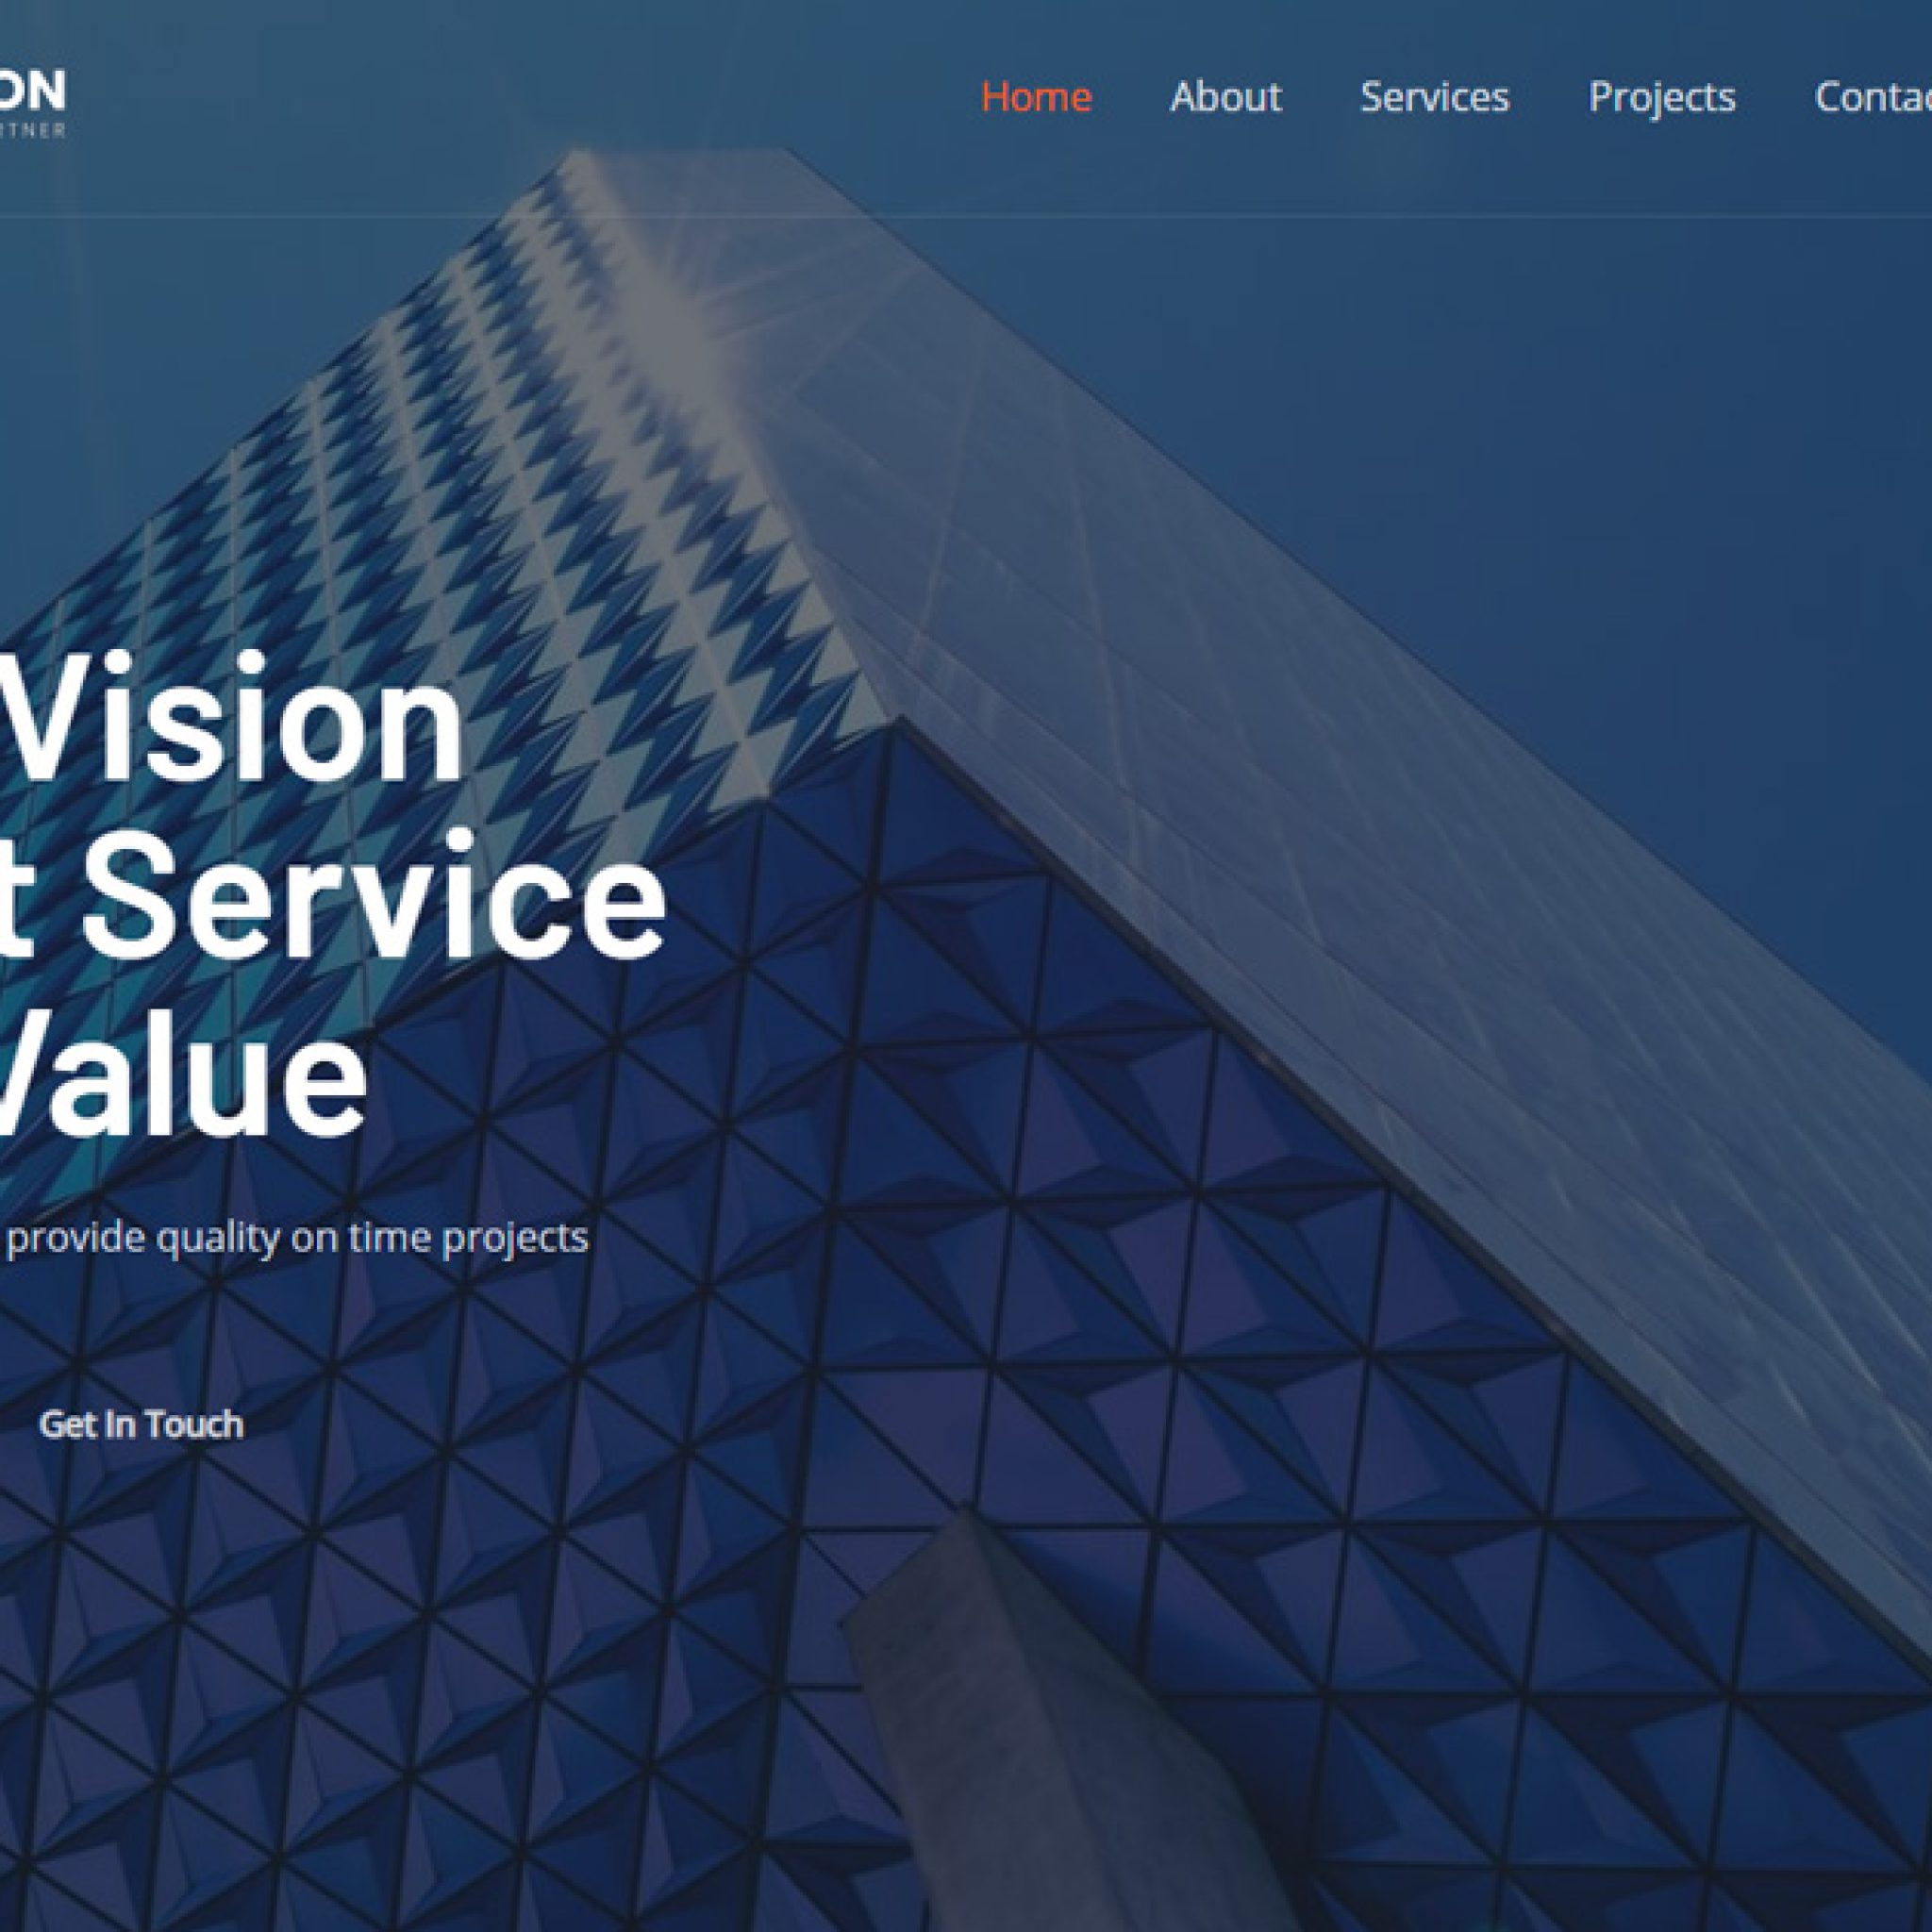 ON Home About Services Projects Contac
RTNER
Vision
t Service
Value
provide quality on time projects
Get In Touch